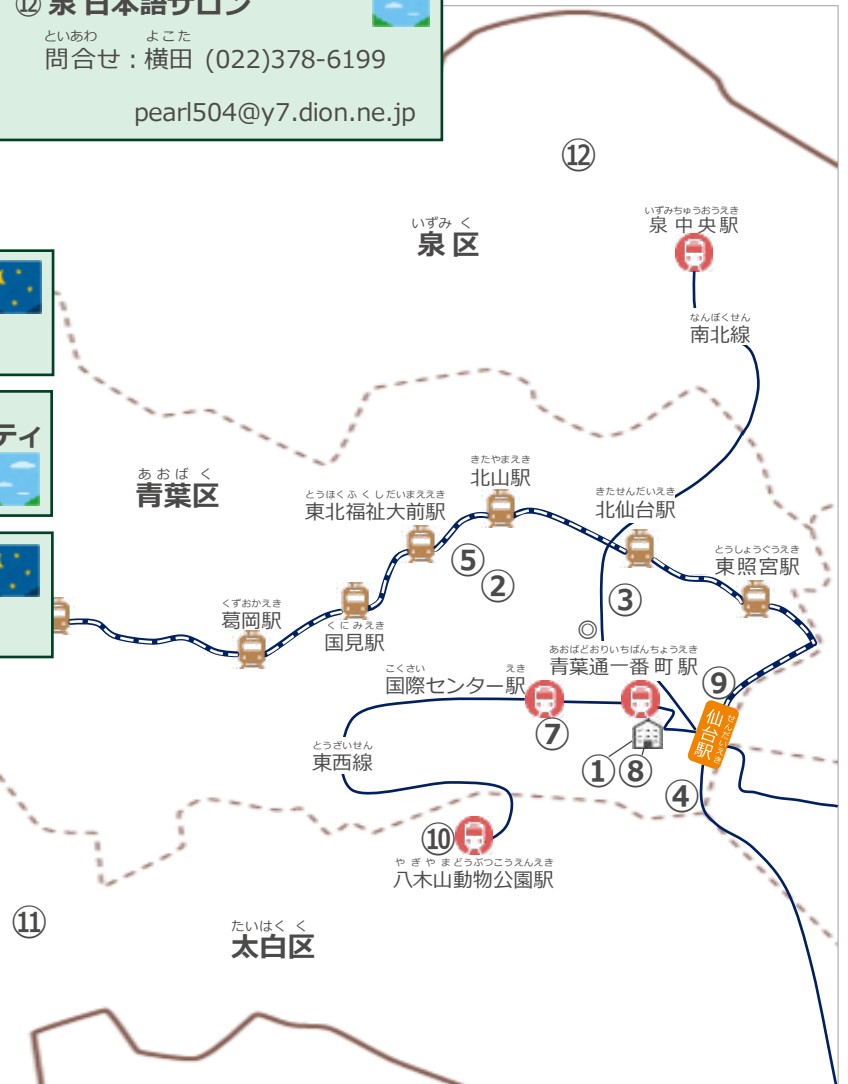 ⑫ 泉 日本語サロン
といあわ よこた
問合せ：横田 (022)378-6199
pearl504@y7.dion.ne.jp
⑫
いずみちゅうおうえき
泉中央駅
いずみ く
泉区
なんぼくせん
南北線
ティ
あおば く
青葉区
きたやまえき
北山駅
とうほくふくしだいまええき
東北福祉大前駅
きたせんだいえき
北仙台駅
とうしょうぐうえき
東照宮駅
⑤
②
③
くずおかえき
葛岡駅
くにみえき
国見駅
◎
あおばどおりいちばんちょうえき
青葉通一番町駅
こくさい えき
国際センター駅
⑨
せんだいえき
仙台駅
⑦
とうざいせん
東西線
① ⑧
④
⑩
やぎやまどうぶつこうえんえき
八木山動物公園駅
⑪
たいはく く
太白区